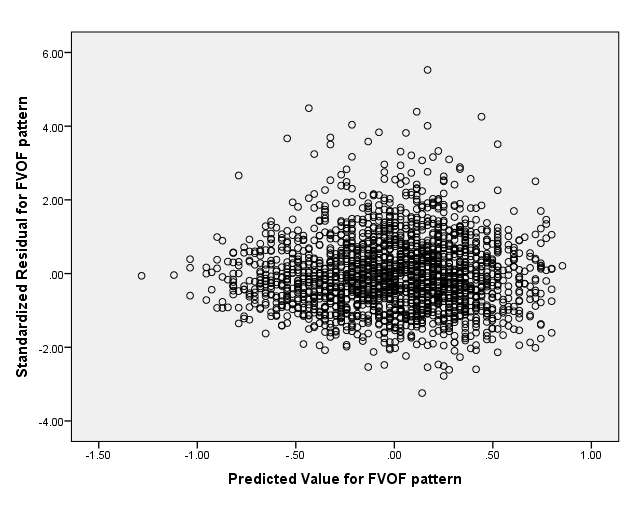 Standardized Residual for FVOF pattern
6.00
4.00
2.00
.00
-2.00
-4.00
-1.50 -1.00 -.50 .00 .50 1.00
Predicted Value for FVOF pattern